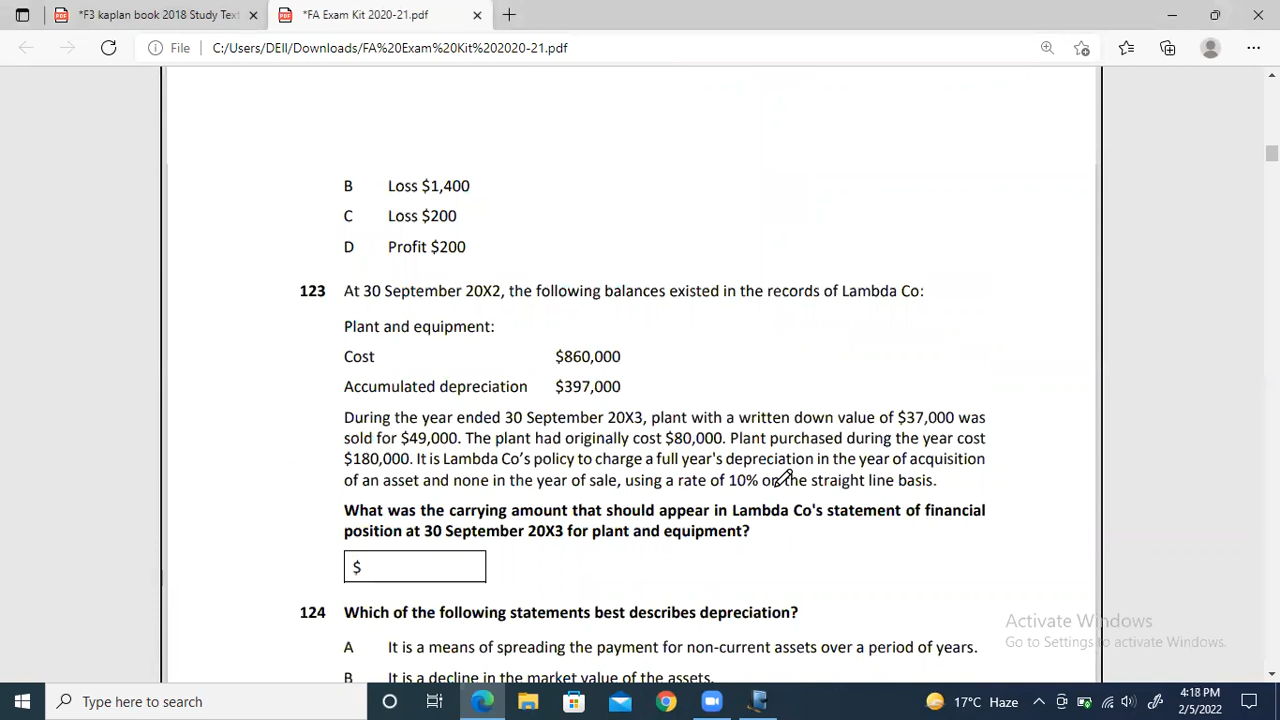 *F3 kaplan book 2018 Study Text
*FA Exam Kit 2020-21.pdf
File
C:/Users/DEll/Downloads/FA%20Exam%20Kit%202020-21.pdf
B Loss $1,400
C Loss $200
D Profit $200
123 At 30 September 20X2, the following balances existed in the records of Lambda Co:
Plant and equipment:
Cost $860,000
Accumulated depreciation $397,000
During the year ended 30 September 20X3, plant with a written down value of $37,000 was
sold for $49,000. The plant had originally cost $80,000. Plant purchased during the year cost
$180,000. It is Lambda Co's policy to charge a full year's depreciation in the year of acquisition
of an asset and none in the year of sale, using a rate of 10% on the straight line basis.
What was the carrying amount that should appear in Lambda Co's statement of financial
position at 30 September 20X3 for plant and equipment?
$
124 Which of the following statements best describes depreciation?
A It is a means of spreading the payment for non-current assets over a period of years.
B It is a decline in the market value of the assets.
Activate Windows
Go to Settings to activate Windows.
Type here to search
17°C Haze
4:18 PM
2/5/2022